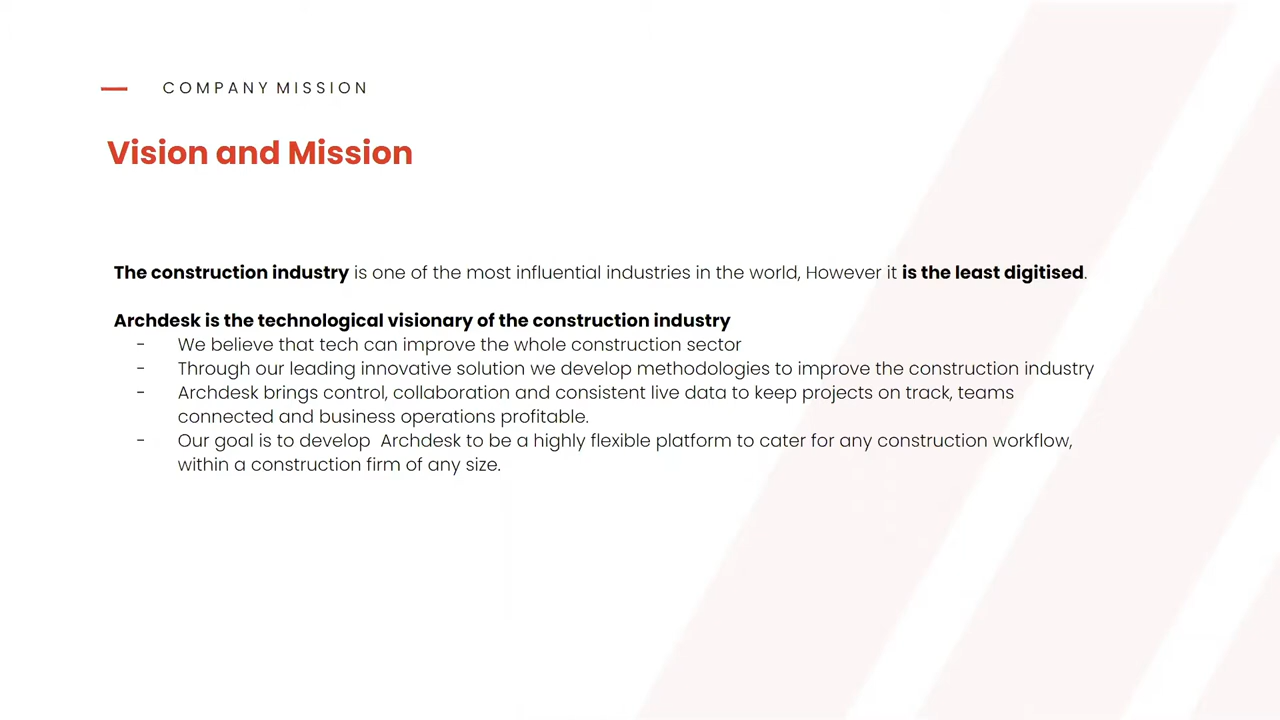 COMPANY MISSION
Vision and Mission
The construction industry is one of the most influential industries in the world, However it is the least digitised.
Archdesk is the technological visionary of the construction industry
- We believe that tech can improve the whole construction sector
- Through our leading innovative solution we develop methodologies to improve the construction industry
- Archdesk brings control, collaboration and consistent live data to keep projects on track, teams
connected and business operations profitable.
- Our goal is to develop  Archdesk to be a highly flexible platform to cater for any construction workflow,
within a construction firm of any size.